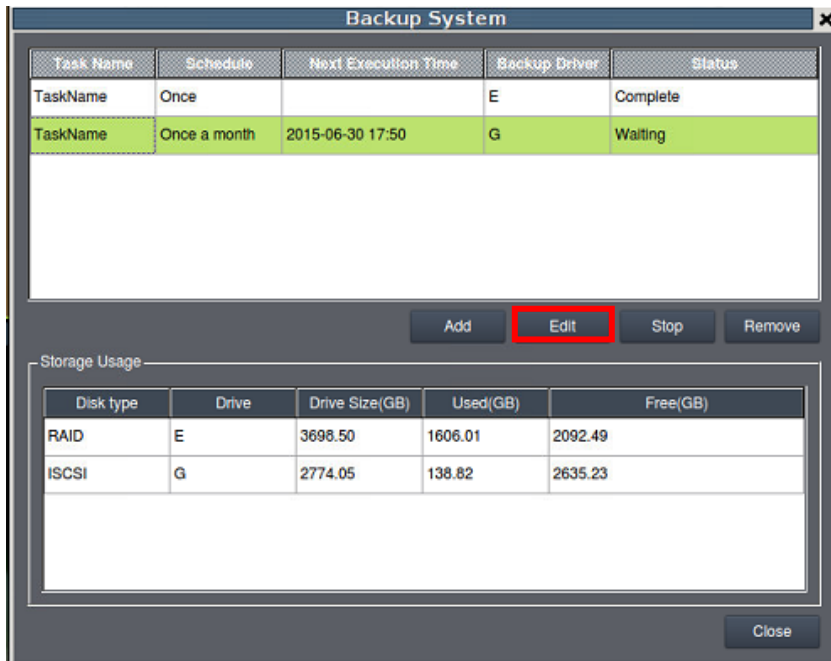 Backup System
Task Name Schedule Next Execution Time Backup Driver Status
TaskName Once E Complete
TaskName Once a month 2015-06-30 17:50 G Waiting
Add Edit Stop Remove
Storage Usage
Disk type Drive Drive Size(GB) Used(GB) Free(GB)
RAID E 3698.50 1606.01 2092.49
ISCSI G 2774.05 138.82 2635.23
Close